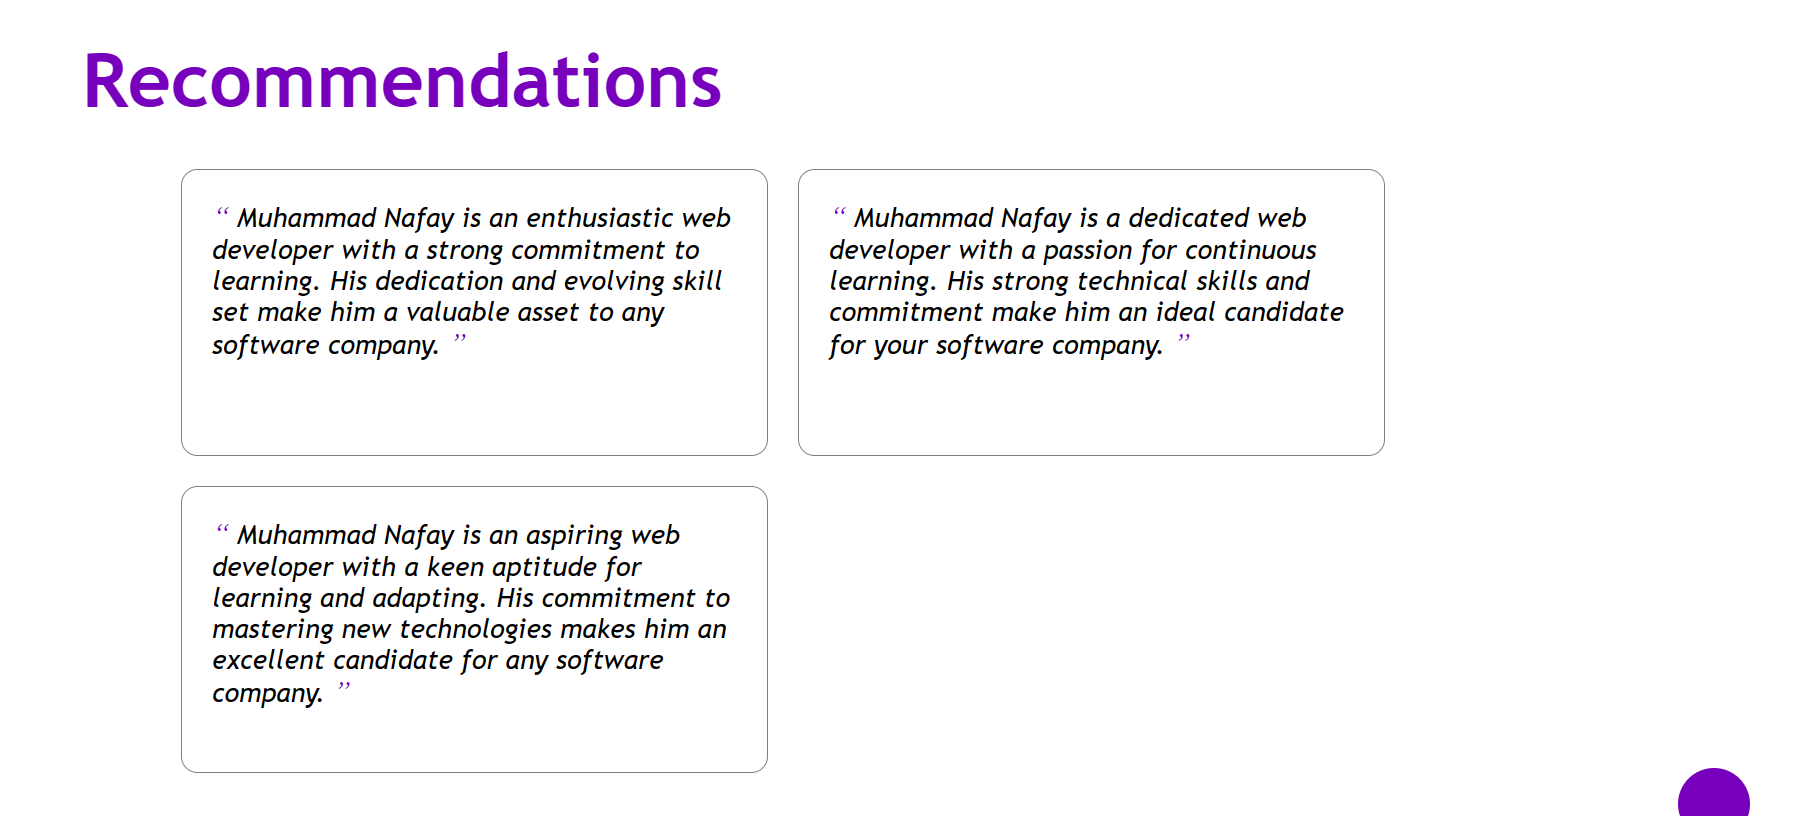 Recommendations
“ Muhammad Nafay is an enthusiastic web
developer with a strong commitment to
learning. His dedication and evolving skill
set make him a valuable asset to any
software company. ”
“ Muhammad Nafay is a dedicated web
developer with a passion for continuous
learning. His strong technical skills and
commitment make him an ideal candidate
for your software company. ”
“ Muhammad Nafay is an aspiring web
developer with a keen aptitude for
learning and adapting. His commitment to
mastering new technologies makes him an
excellent candidate for any software
company. ”